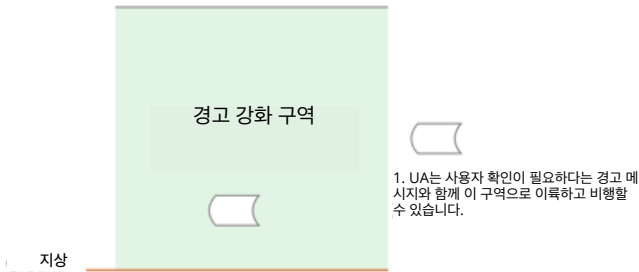 경고 강화 구역
1. UA는 사용자 확인이 필요하다는 경고 메
시지와 함께 이 구역으로 이륙하고 비행할
수 있습니다.
지상